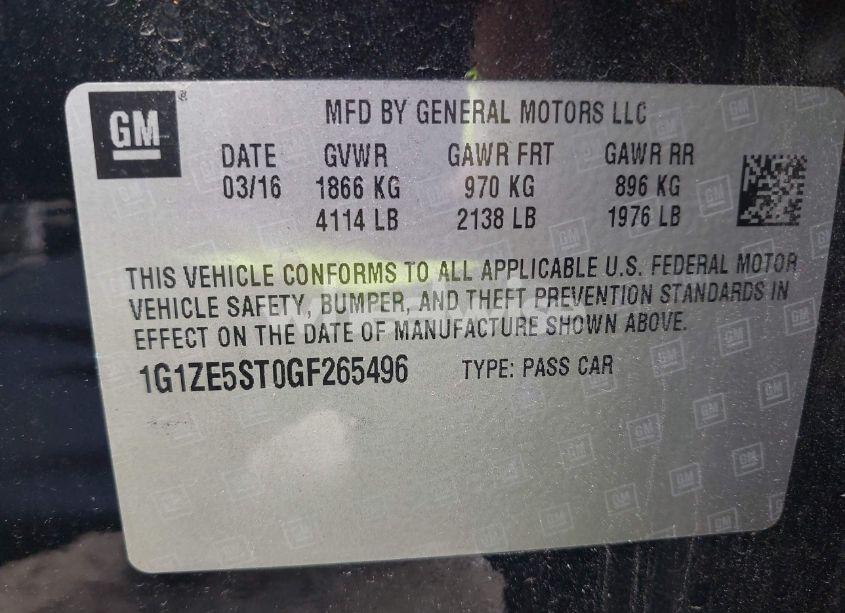 GM
MFD BY GENERAL MOTORS LLC
DATE GVWR GAWR FRT GAWR RR
03/16 1866 KG 970 KG 896 KG
4114 LB 2138 LB 1976 LB
THIS VEHICLE CONFORMS TO ALL APPLICABLE U.S. FEDERAL MOTOR
VEHICLE SAFETY, BUMPER, AND THEFT PREVENTION STANDARDS IN
EFFECT ON THE DATE OF MANUFACTURE SHOWN ABOVE.
1G1ZE5ST0GF265496 TYPE: PASS CAR